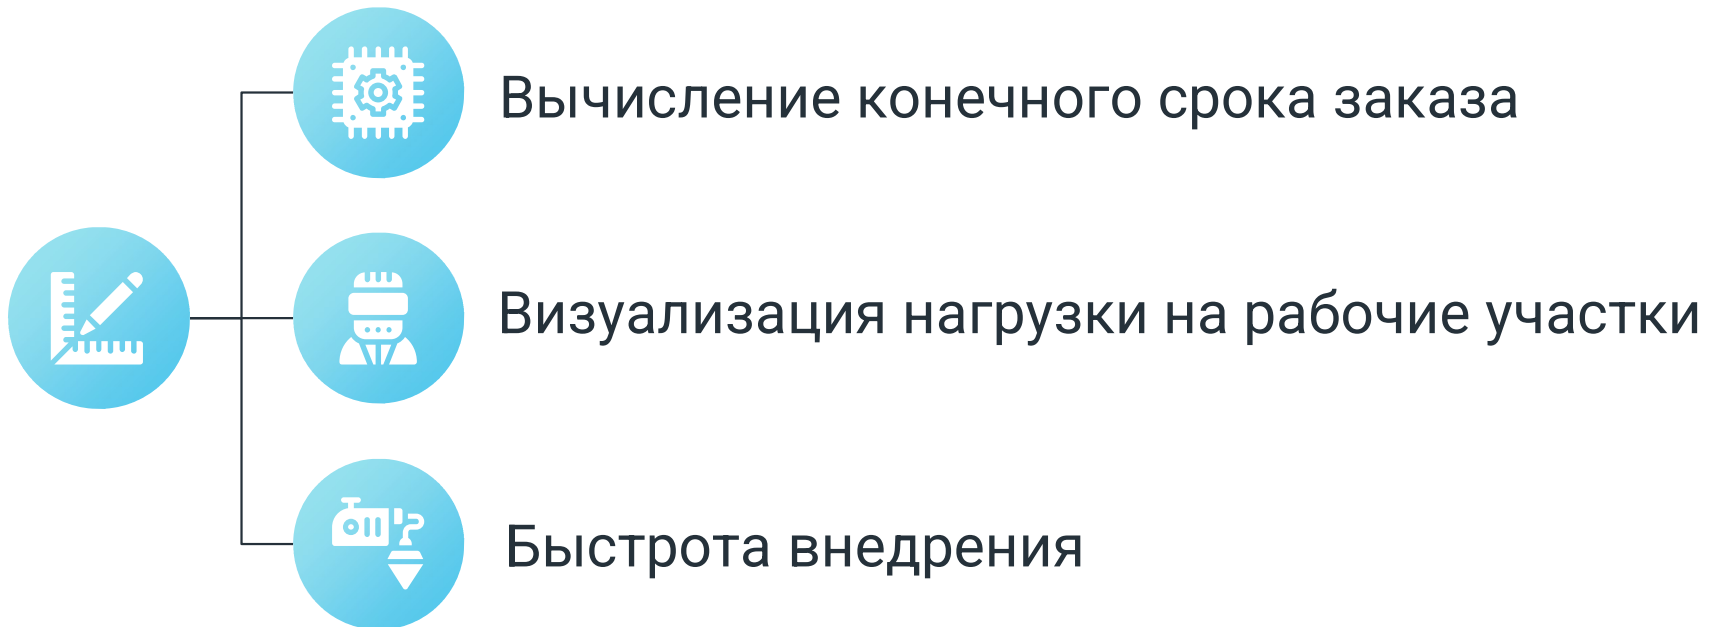 Вычисление конечного срока заказа
Визуализация нагрузки на рабочие участки
Быстрота внедрения